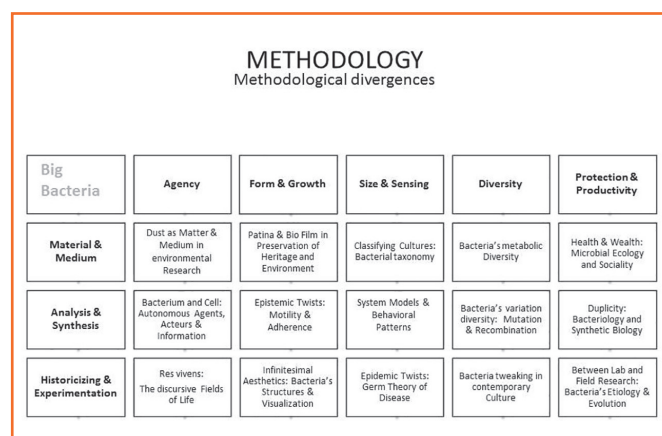 METHODOLOGY
Methodological divergences
Big
Bacteria
Agency
Form & Growth
Size & Sensing
Diversity
Protection &
Productivity
Material &
Medium
Dust as Matter &
Medium in
environmental
Research
Patina & Bio Film in
Preservation of
Heritage and
Environment
Classifying Cultures:
Bacterial taxonomy
Bacteria's metabolic
Diversity
Health & Wealth:
Microbial Ecology
and Sociality
Analysis &
Synthesis
Bacterium and Cell:
Autonomous Agents,
Acteurs &
Information
Epistemic Twists:
Motility &
Adherence
System Models &
Behavioral
Patterns
Bacteria's variation
diversity: Mutation
& Recombination
Duplicity:
Bacteriology and
Synthetic Biology
Historicizing &
Experimentation
Res vivens:
The discursive Fields
of Life
Infinitesimal
Aesthetics: Bacteria's
Structures &
Visualization
Epidemic Twists:
Germ Theory of
Disease
Bacteria tweaking in
contemporary
Culture
Between Lab and
Field Research:
Bacteria's Etiology &
Evolution